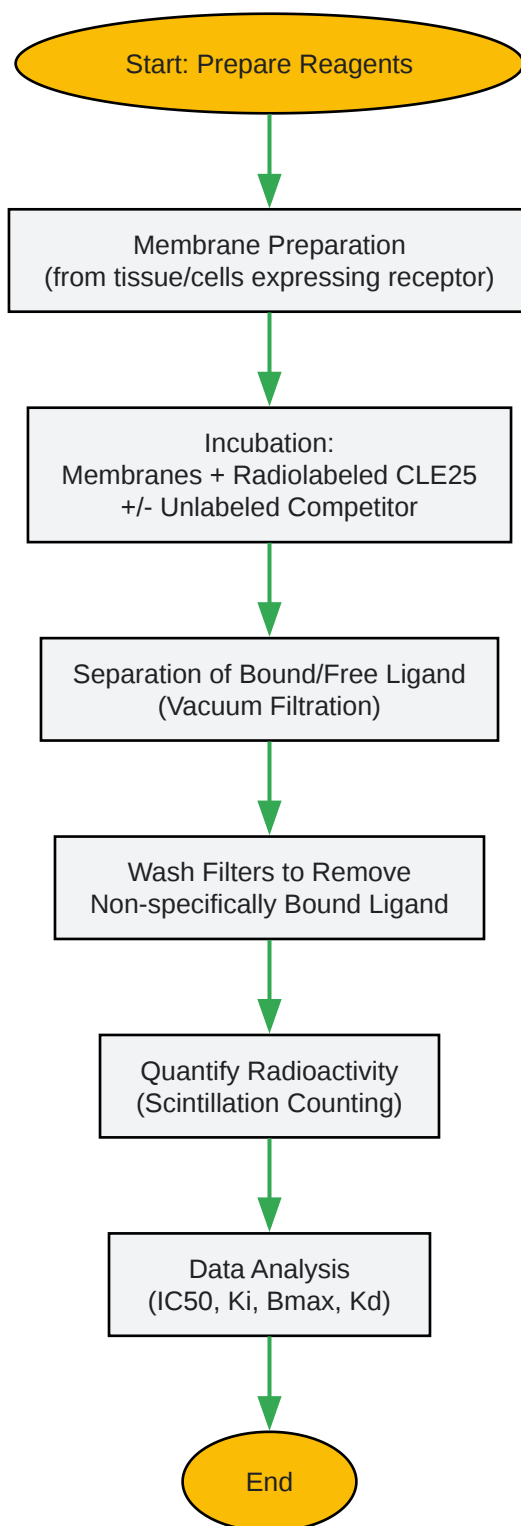 Start: Prepare Reagents
Membrane Preparation
(from tissue/cells expressing receptor)
Incubation:
Membranes + Radiolabeled CLE25
+/- Unlabeled Competitor
Separation of Bound/Free Ligand
(Vacuum Filtration)
Wash Filters to Remove
Non-specifically Bound Ligand
Quantify Radioactivity
(Scintillation Counting)
Data Analysis
(IC50, Ki, Bmax, Kd)
End